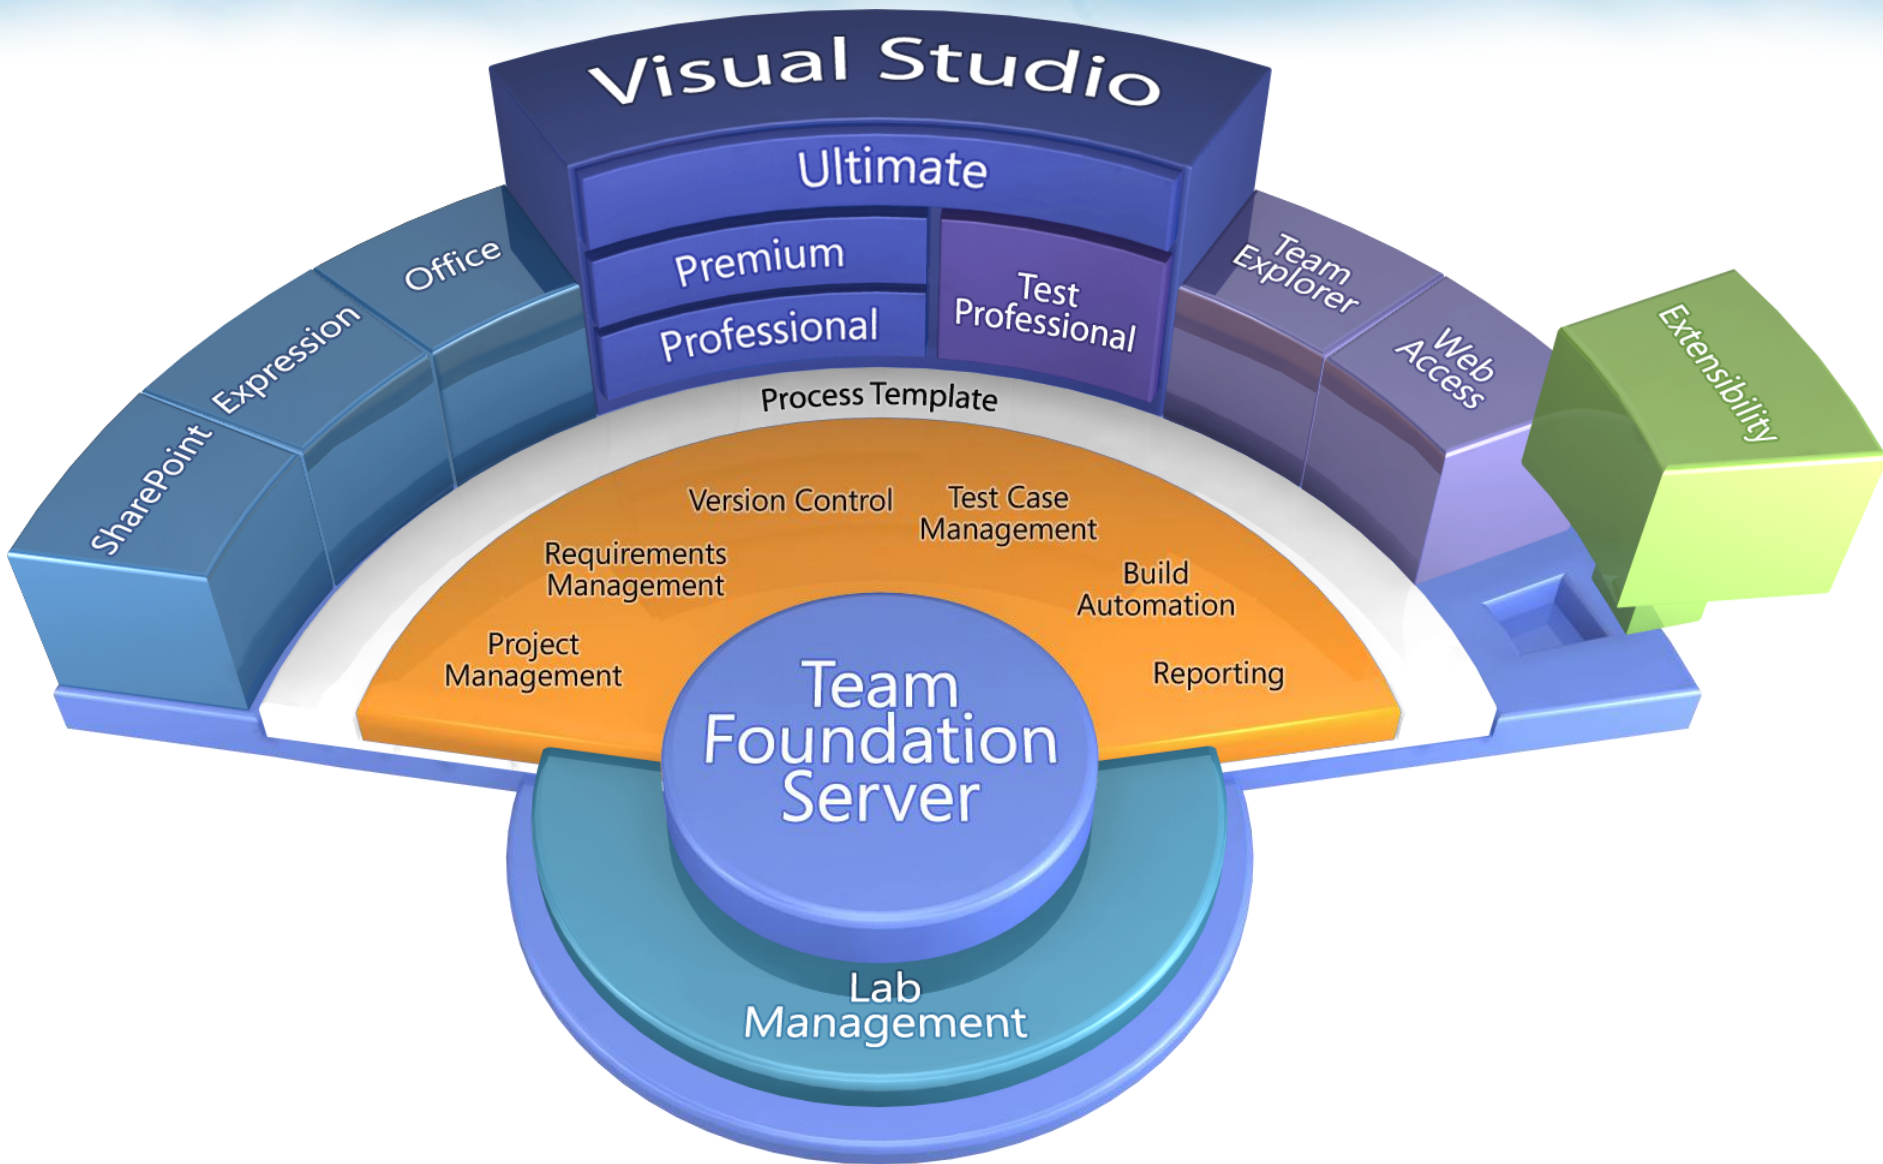 Visual Studio
Ultimate
Premium
Professional
Test
Professional
Office
Expression
SharePoint
Team
Explorer
Web
Access
Extensibility
Process Template
Version Control
Test Case
Management
Requirements
Management
Build
Automation
Project
Management
Reporting
Team
Foundation
Server
Lab
Management